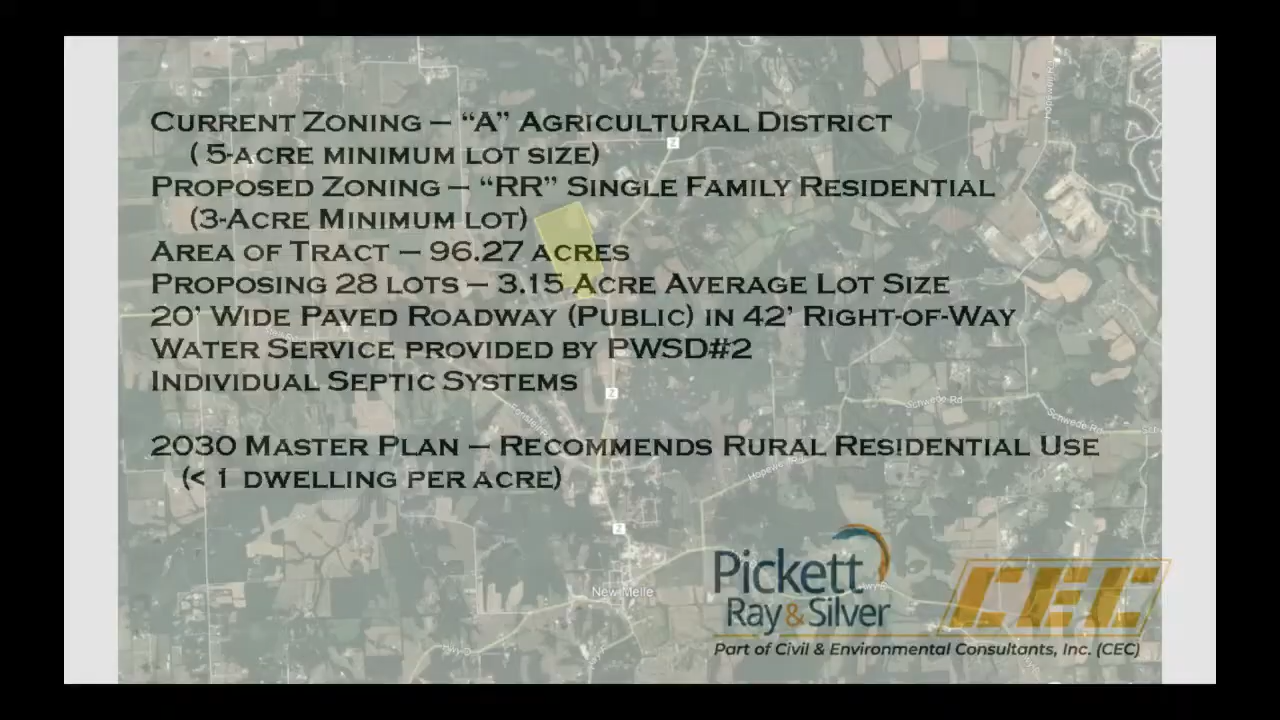 CURRENT ZONING – “A” AGRICULTURAL DISTRICT
( 5-ACRE MINIMUM LOT SIZE)
PROPOSED ZONING – “RR” SINGLE FAMILY RESIDENTIAL
(3-ACRE MINIMUM LOT)
AREA OF TRACT – 96.27 ACRES
PROPOSING 28 LOTS – 3.15 ACRE AVERAGE LOT SIZE
20’ WIDE PAVED ROADWAY (PUBLIC) IN 42’ RIGHT-OF-WAY
WATER SERVICE PROVIDED BY PWSD#2
INDIVIDUAL SEPTIC SYSTEMS
2030 MASTER PLAN – RECOMMENDS RURAL RESIDENTIAL USE
(< 1 DWELLING PER ACRE)
Z
Z
Z
Schwede Rd
Schwede Rd
New Melle
Pickett
Ray & Silver
CEC
Part of Civil & Environmental Consultants, Inc. (CEC)